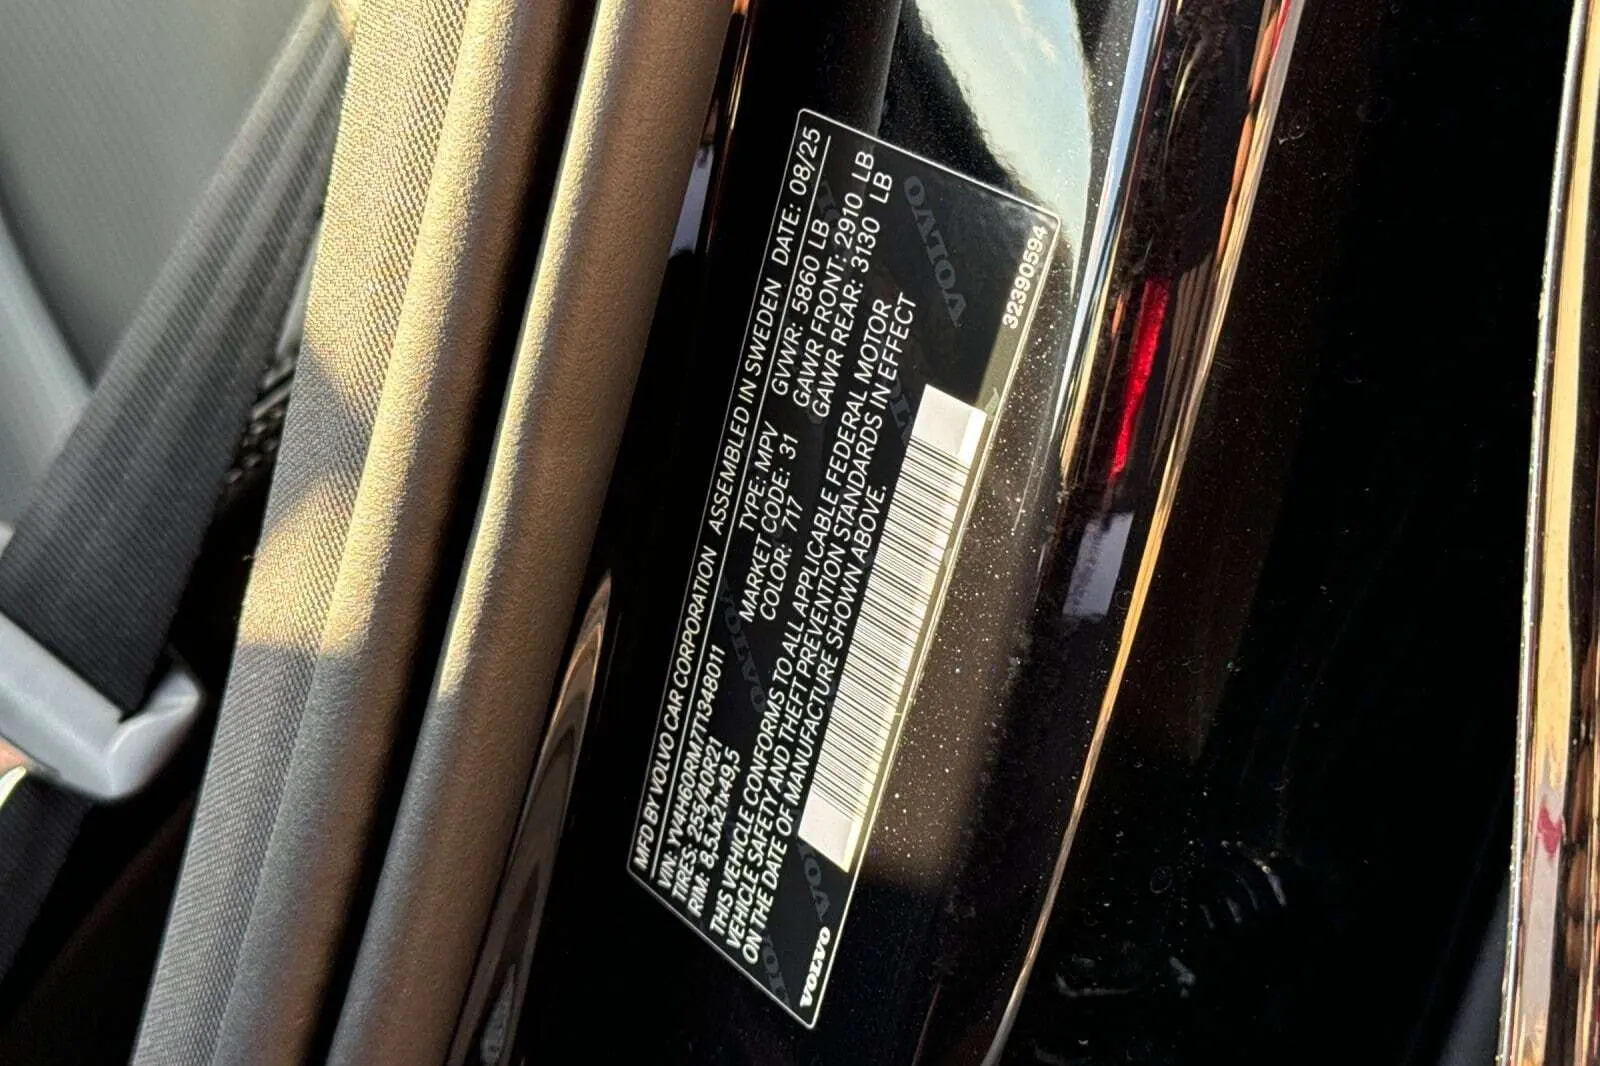 MFD BY VOLVO CAR CORPORATION ASSEMBLED IN SWEDEN DATE: 08/25
VIN: YV4H60RM7T1348011 TYPE: MPV GVWR: 5860 LB
TIRES: 255/40R21 MARKET CODE: 31 GAWR FRONT: 2910 LB
RIM: 8,5Jx21x49,5 COLOR: 717 GAWR REAR: 3130 LB
THIS VEHICLE CONFORMS TO ALL APPLICABLE FEDERAL MOTOR
VEHICLE SAFETY AND THEFT PREVENTION STANDARDS IN EFFECT
ON THE DATE OF MANUFACTURE SHOWN ABOVE.
VOLVO
32390594
VOLVO
VOLVO